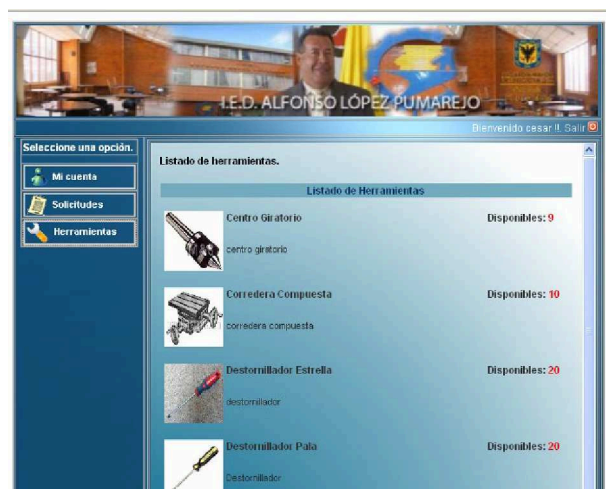 I.E.D. ALFONSO LÓPEZ PUMAREJO
Bienvenido cesar !!. Salir
Seleccione una opción.
Mi cuenta
Solicitudes
Herramientas
Listado de herramientas.
Listado de Herramientas
Centro Giratorio
Disponibles: 9
centro giratorio
Corredera Compuesta
Disponibles: 10
corredera compuesta
Destornillador Estrella
Disponibles: 20
destornillador
Destornillador Pala
Disponibles: 20
Destornillador